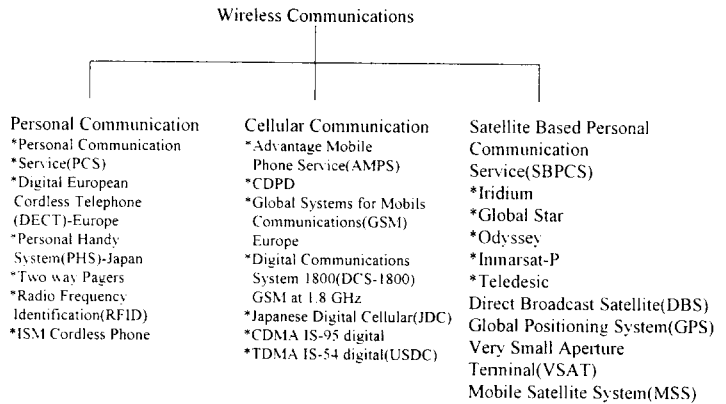 Wireless Communications
Personal Communication
*Personal Communication
*Service(PCS)
*Digital European
Cordless Telephone
(DECT)-Europe
*Personal Handy
System(PHS)-Japan
*Two way Pagers
*Radio Frequency
Identification(RFID)
*ISM Cordless Phone
Cellular Communication
*Advantage Mobile
Phone Service(AMPS)
*CDPD
*Global Systems for Mobils
Communications(GSM)
Europe
*Digital Communications
System 1800(DCS-1800)
GSM at 1.8 GHz
*Japanese Digital Cellular(JDC)
*CDMA IS-95 digital
*TDMA IS-54 digital(USDC)
Satellite Based Personal
Communication
Service(SBPCS)
*Iridium
*Global Star
*Odyssey
*Inmarsat-P
*Teledesic
Direct Broadcast Satellite(DBS)
Global Positioning System(GPS)
Very Small Aperture
Terminal(VSAT)
Mobile Satellite System(MSS)